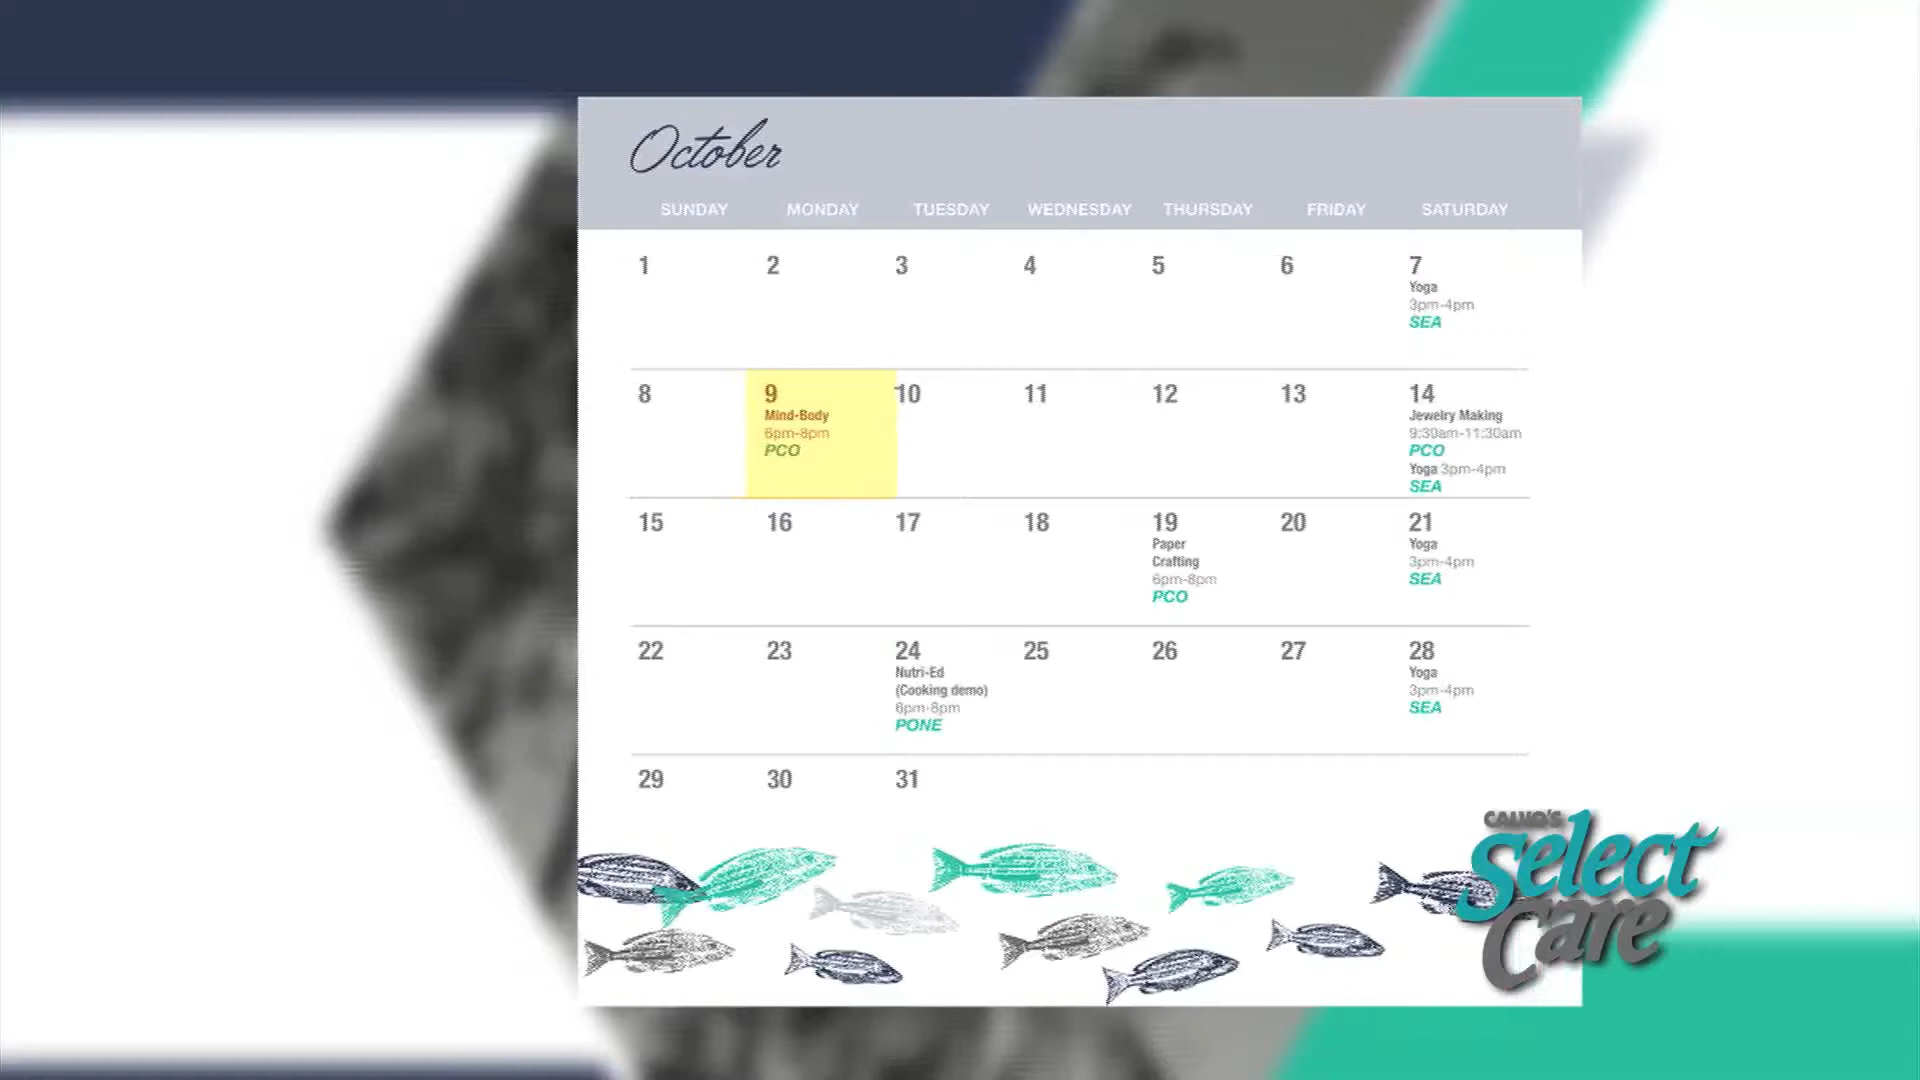 October
SUNDAY MONDAY TUESDAY WEDNESDAY THURSDAY FRIDAY SATURDAY
1 2 3 4 5 6 7
Yoga
3pm-4pm
SEA
8 9 10 11 12 13 14
Mind-Body
6pm-8pm
PCO
Jewelry Making
9:30am-11:30am
PCO
Yoga 3pm-4pm
SEA
15 16 17 18 19 20 21
Paper
Crafting
6pm-8pm
PCO
Yoga
3pm-4pm
SEA
22 23 24 25 26 27 28
Nutri-Ed
(Cooking demo)
6pm-8pm
PONE
Yoga
3pm-4pm
SEA
29 30 31
CALVO'S
Select
Care